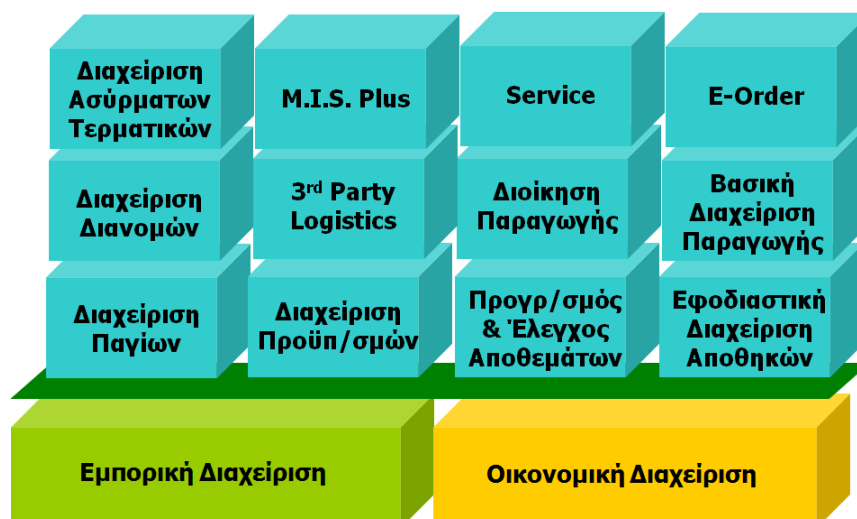 Διαχείριση
Ασύρματων
Τερματικών
M.I.S. Plus
Service
E-Order
Διαχείριση
Διανομών
3rd Party
Logistics
Διοίκηση
Παραγωγής
Βασική
Διαχείριση
Παραγωγής
Διαχείριση
Παγίων
Διαχείριση
Προϋπ/σμών
Προγρ/σμός
& Έλεγχος
Αποθεμάτων
Εφοδιαστική
Διαχείριση
Αποθηκών
Εμπορική Διαχείριση
Οικονομική Διαχείριση